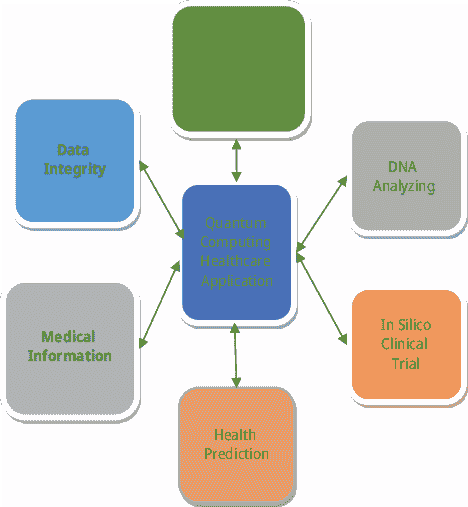 Data
Integrity
DNA
Analyzing
Quantum
Computing
Healthcare
Application
Medical
Information
In Silico
Clinical
Trial
Health
Prediction